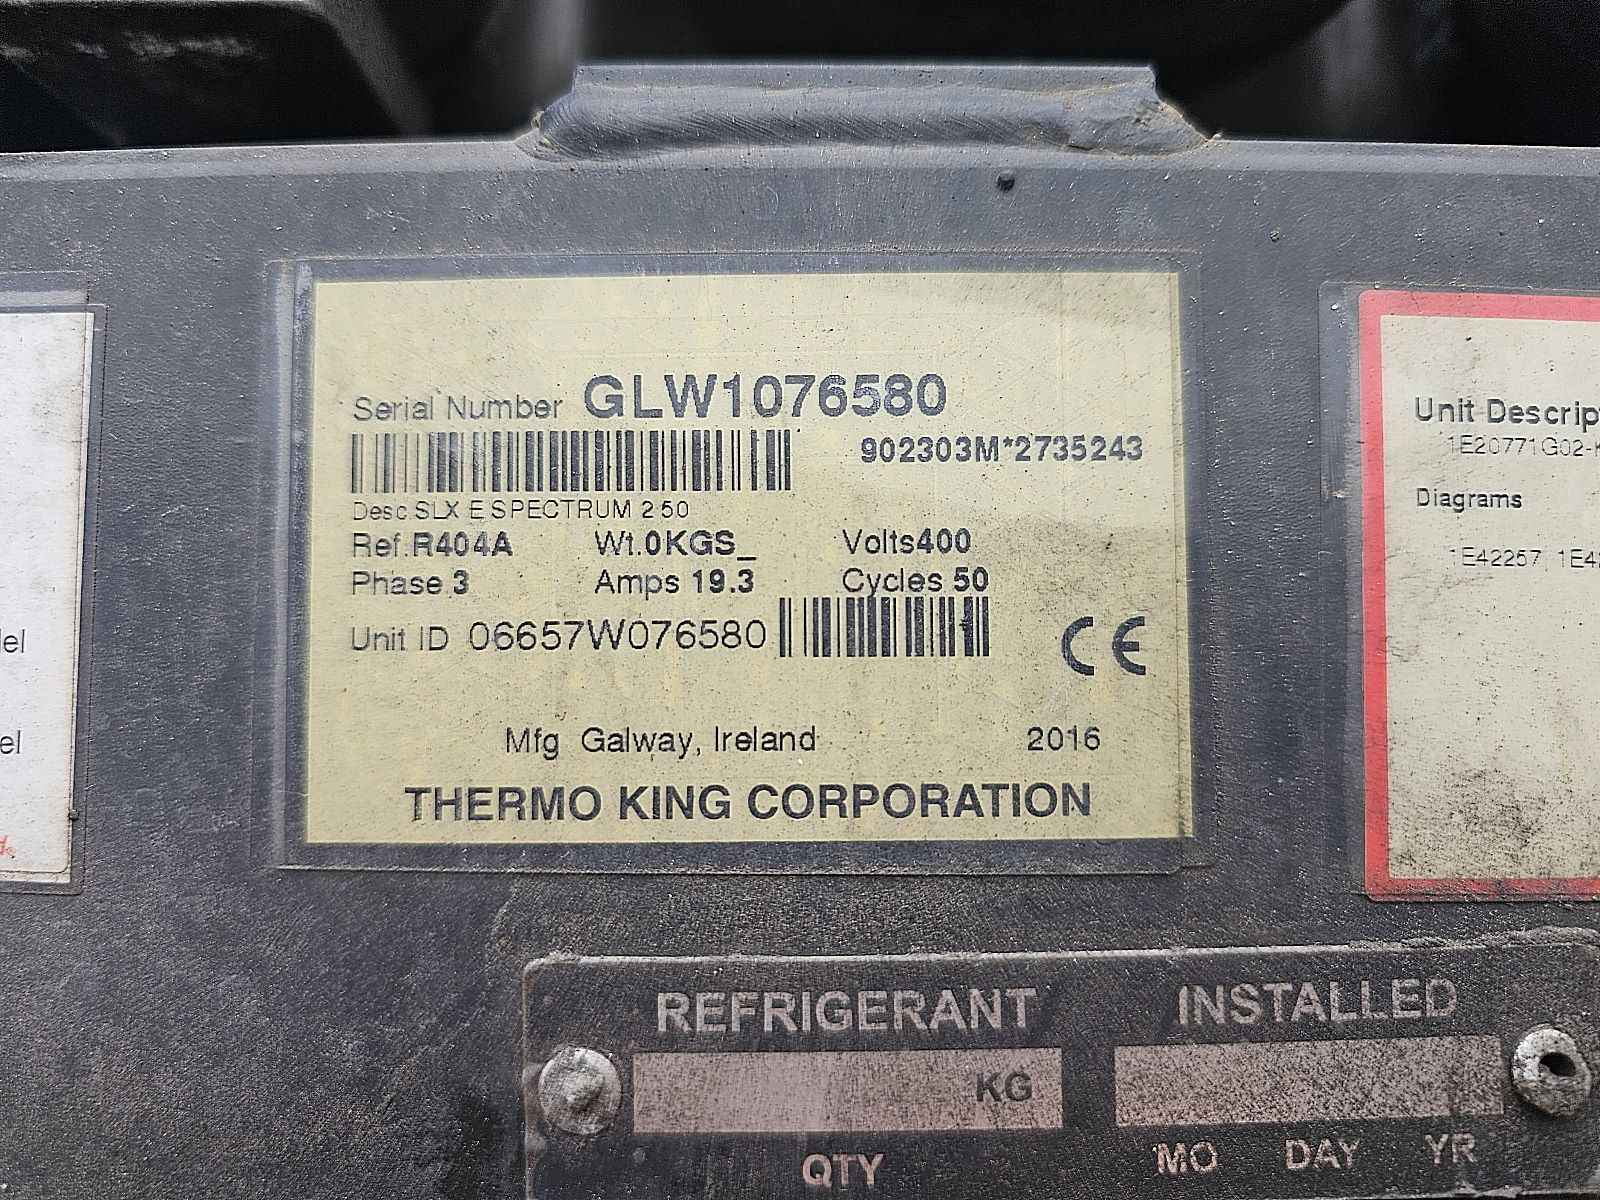 Serial Number GLW1076580
902303M*2735243
Desc SLX E SPECTRUM 2 50
Ref.R404A Wt.0KGS_ Volts400
Phase 3 Amps 19.3 Cycles 50
Unit ID 06657W076580
CE
Mfg Galway, Ireland 2016
THERMO KING CORPORATION
el
Unit Descrip
1E20771G02-
Diagrams
1E42257, 1E4
REFRIGERANT INSTALLED
KG
QTY MO DAY YR